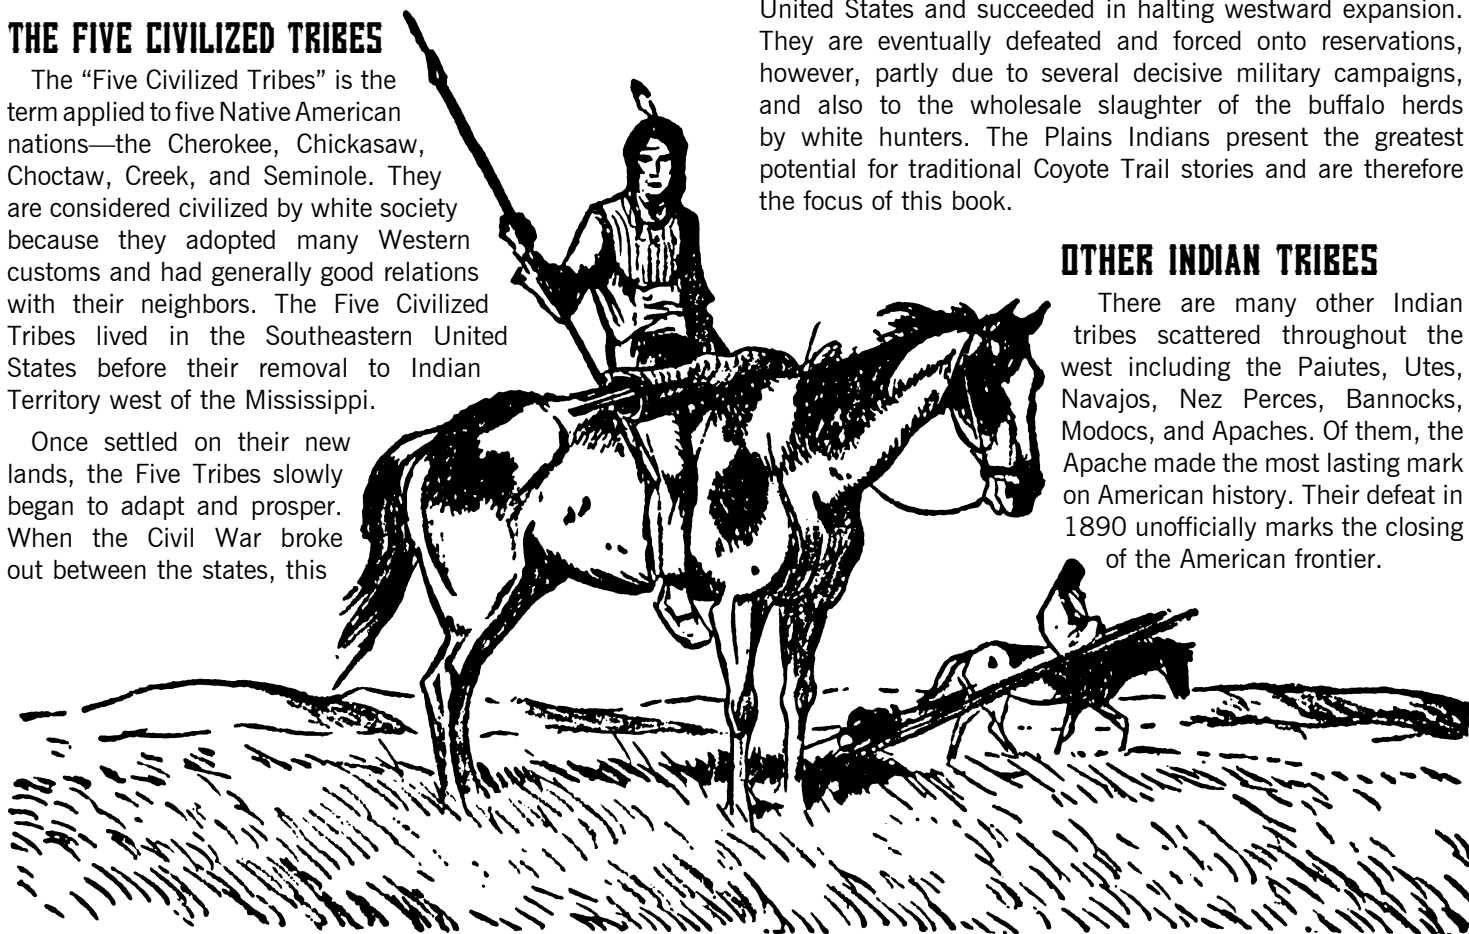 THE FIVE CIVILIZED TRIBES
The “Five Civilized Tribes” is the
term applied to five Native American
nations—the Cherokee, Chickasaw,
Choctaw, Creek, and Seminole. They
are considered civilized by white society
because they adopted many Western
customs and had generally good relations
with their neighbors. The Five Civilized
Tribes lived in the Southeastern United
States before their removal to Indian
Territory west of the Mississippi.
Once settled on their new
lands, the Five Tribes slowly
began to adapt and prosper.
When the Civil War broke
out between the states, this
United States and succeeded in halting westward expansion.
They are eventually defeated and forced onto reservations,
however, partly due to several decisive military campaigns,
and also to the wholesale slaughter of the buffalo herds
by white hunters. The Plains Indians present the greatest
potential for traditional Coyote Trail stories and are therefore
the focus of this book.
OTHER INDIAN TRIBES
There are many other Indian
tribes scattered throughout the
west including the Paiutes, Utes,
Navajos, Nez Perces, Bannocks,
Modocs, and Apaches. Of them, the
Apache made the most lasting mark
on American history. Their defeat in
1890 unofficially marks the closing
of the American frontier.